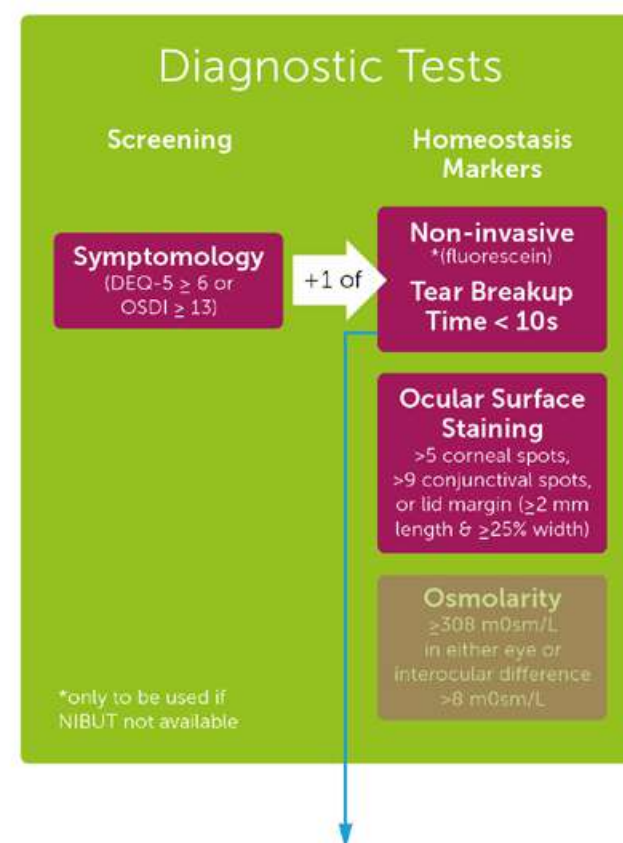 Diagnostic Tests
Screening
Homeostasis
Markers
Symptomology
(DEQ-5 ≥ 6 or
OSDI ≥ 13)
+1 of
Non-invasive
*(fluorescein)
Tear Breakup
Time < 10s
Ocular Surface
Staining
>5 corneal spots,
>9 conjunctival spots,
or lid margin (≥2 mm
length & ≥25% width)
Osmolarity
≥308 m0sm/L
in either eye or
interocular difference
>8 m0sm/L
*only to be used if
NIBUT not available